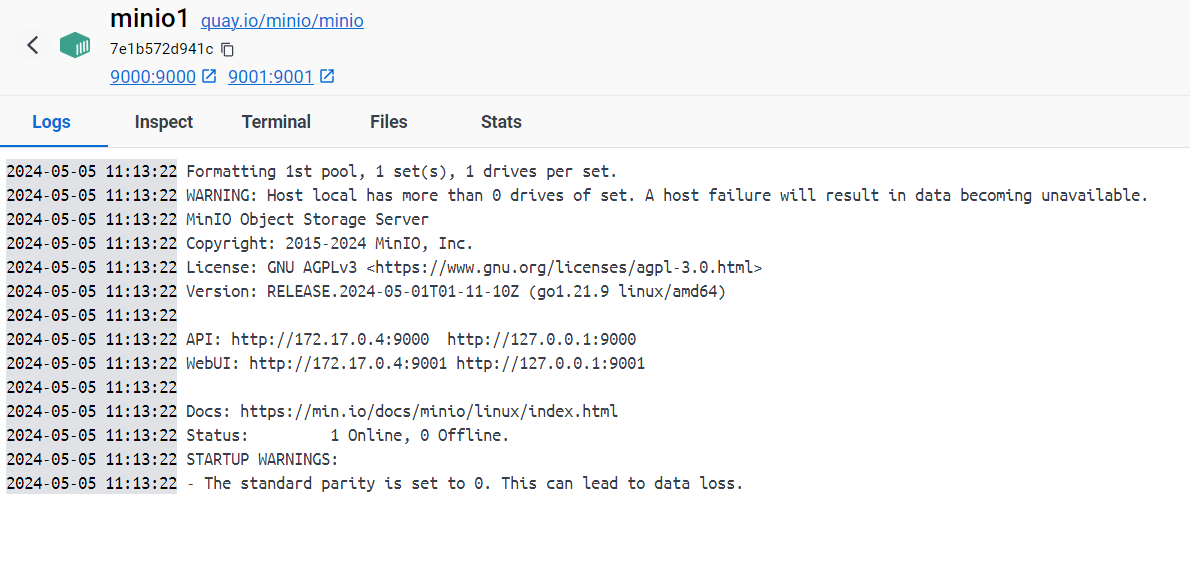 minio1 quay.io/minio/minio
7e1b572d941c
9000:9000 9001:9001
Logs Inspect Terminal Files Stats
2024-05-05 11:13:22 Formatting 1st pool, 1 set(s), 1 drives per set.
2024-05-05 11:13:22 WARNING: Host local has more than 0 drives of set. A host failure will result in data becoming unavailable.
2024-05-05 11:13:22 MinIO Object Storage Server
2024-05-05 11:13:22 Copyright: 2015-2024 MinIO, Inc.
2024-05-05 11:13:22 License: GNU AGPLv3 <https://www.gnu.org/licenses/agpl-3.0.html>
2024-05-05 11:13:22 Version: RELEASE.2024-05-01T01-11-10Z (go1.21.9 linux/amd64)
2024-05-05 11:13:22
2024-05-05 11:13:22 API: http://172.17.0.4:9000  http://127.0.0.1:9000
2024-05-05 11:13:22 WebUI: http://172.17.0.4:9001 http://127.0.0.1:9001
2024-05-05 11:13:22
2024-05-05 11:13:22 Docs: https://min.io/docs/minio/linux/index.html
2024-05-05 11:13:22 Status:         1 Online, 0 Offline.
2024-05-05 11:13:22 STARTUP WARNINGS:
2024-05-05 11:13:22 - The standard parity is set to 0. This can lead to data loss.